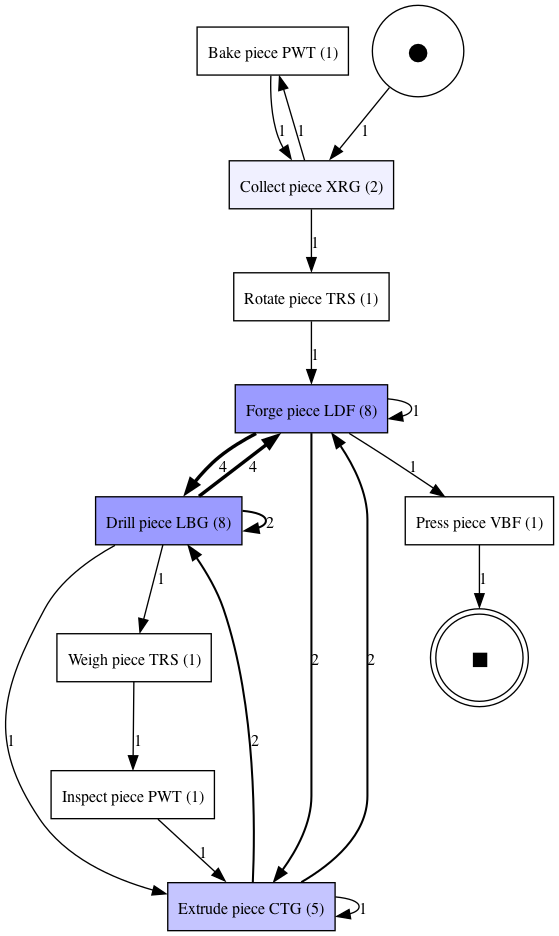 Bake piece PWT (1)
1
1
1
Collect piece XRG (2)
1
Rotate piece TRS (1)
1
Forge piece LDF (8)
1
4
4
1
Drill piece LBG (8)
2
Press piece VBF (1)
1
1
Weigh piece TRS (1)
2
2
1
1
2
Inspect piece PWT (1)
1
Extrude piece CTG (5)
1